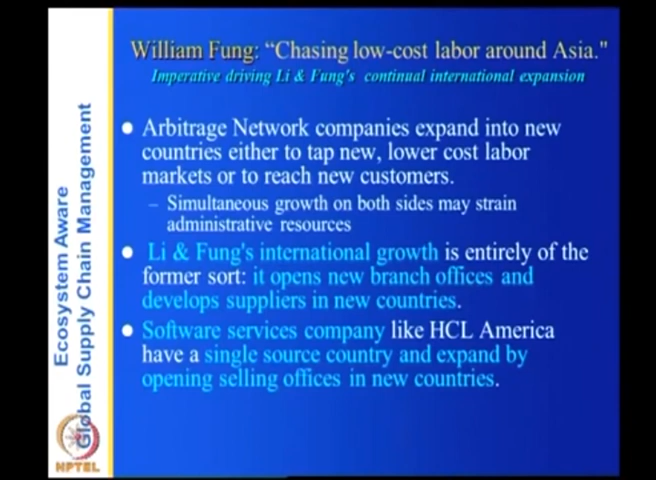 William Fung: “Chasing low-cost labor around Asia."
Imperative driving Li & Fung's continual international expansion
● Arbitrage Network companies expand into new
countries either to tap new, lower cost labor
markets or to reach new customers.
– Simultaneous growth on both sides may strain
administrative resources
● Li & Fung's international growth is entirely of the
former sort: it opens new branch offices and
develops suppliers in new countries.
● Software services company like HCL America
have a single source country and expand by
opening selling offices in new countries.
Ecosystem Aware
Global Supply Chain Management
NPTEL